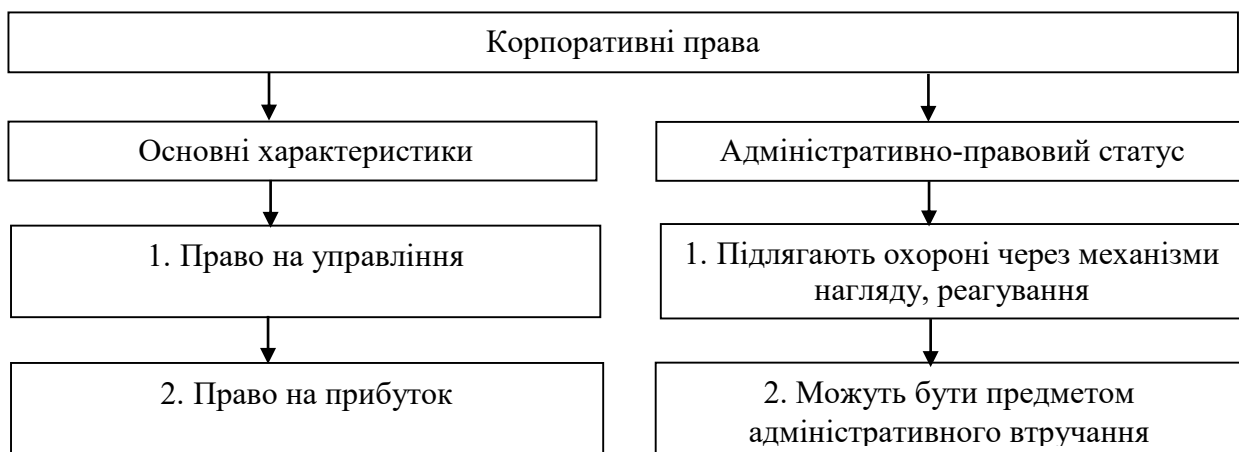 Корпоративні права
Основні характеристики
Адміністративно-правовий статус
1. Право на управління
1. Підлягають охороні через механізми
нагляду, реагування
2. Право на прибуток
2. Можуть бути предметом
адміністративного втручання